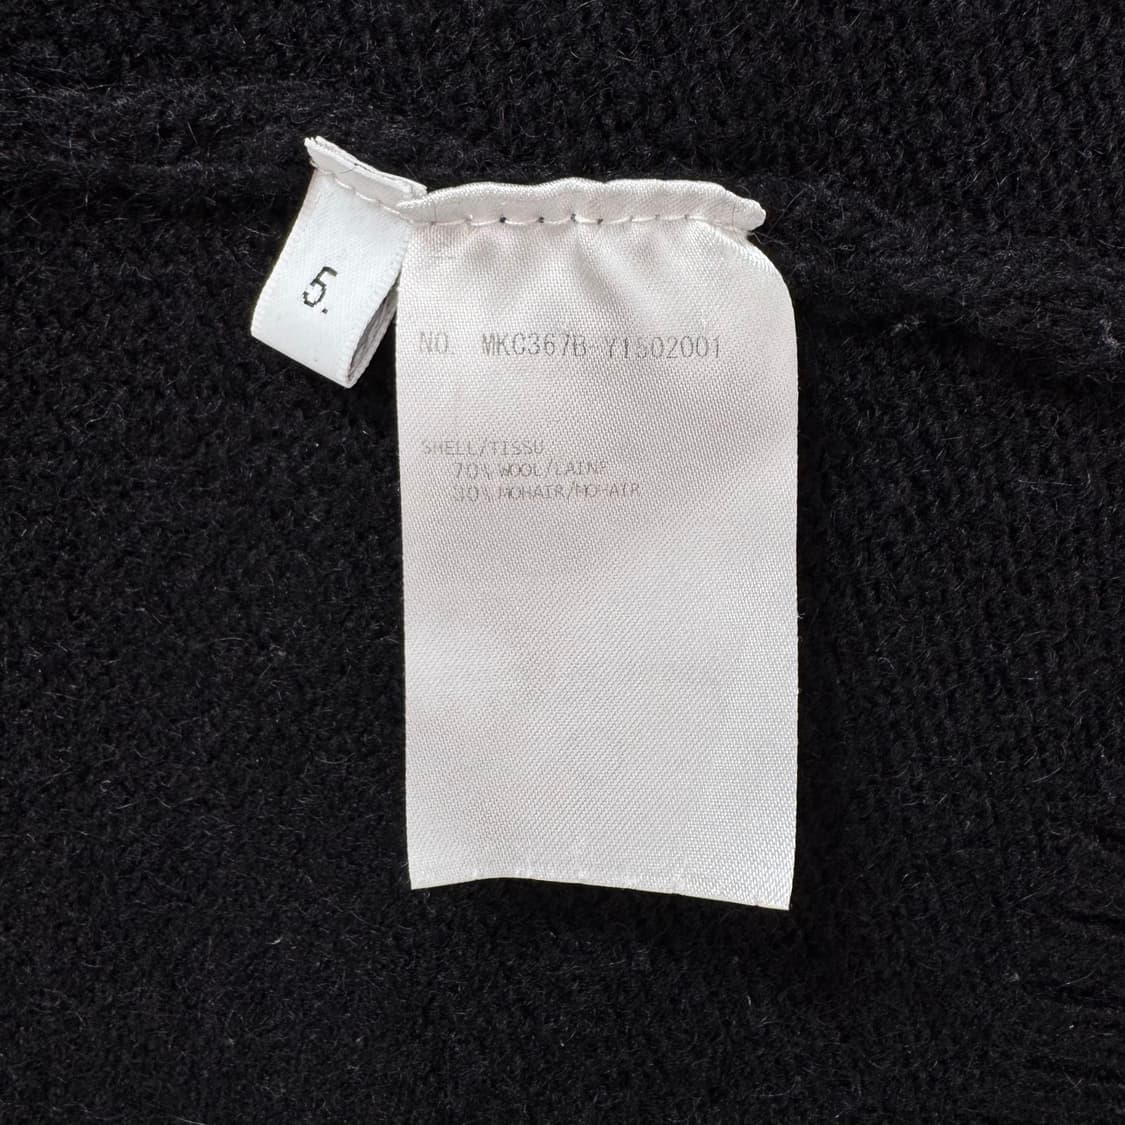 5.
NO. MKC367B-Y1502001
SHELL/TISSU
70% WOOL/LAINE
30% MOHAIR/MOHAIR